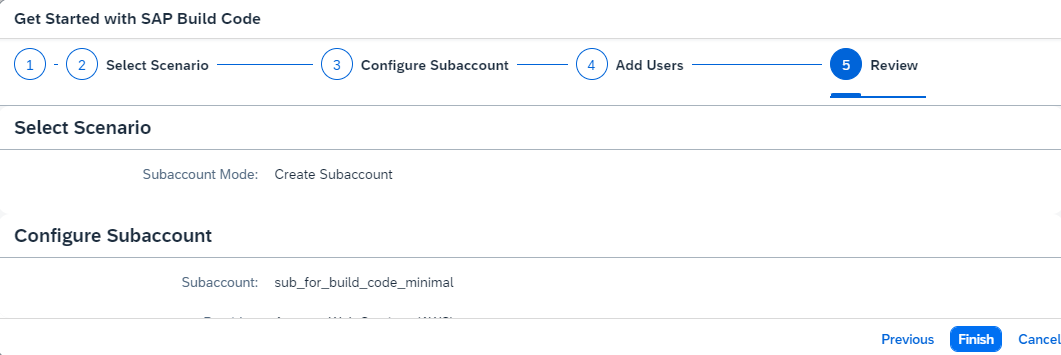 Get Started with SAP Build Code
1 - 2 Select Scenario 3 Configure Subaccount 4 Add Users 5 Review
Select Scenario
Subaccount Mode: Create Subaccount
Configure Subaccount
Subaccount: sub_for_build_code_minimal
Previous Finish Cancel